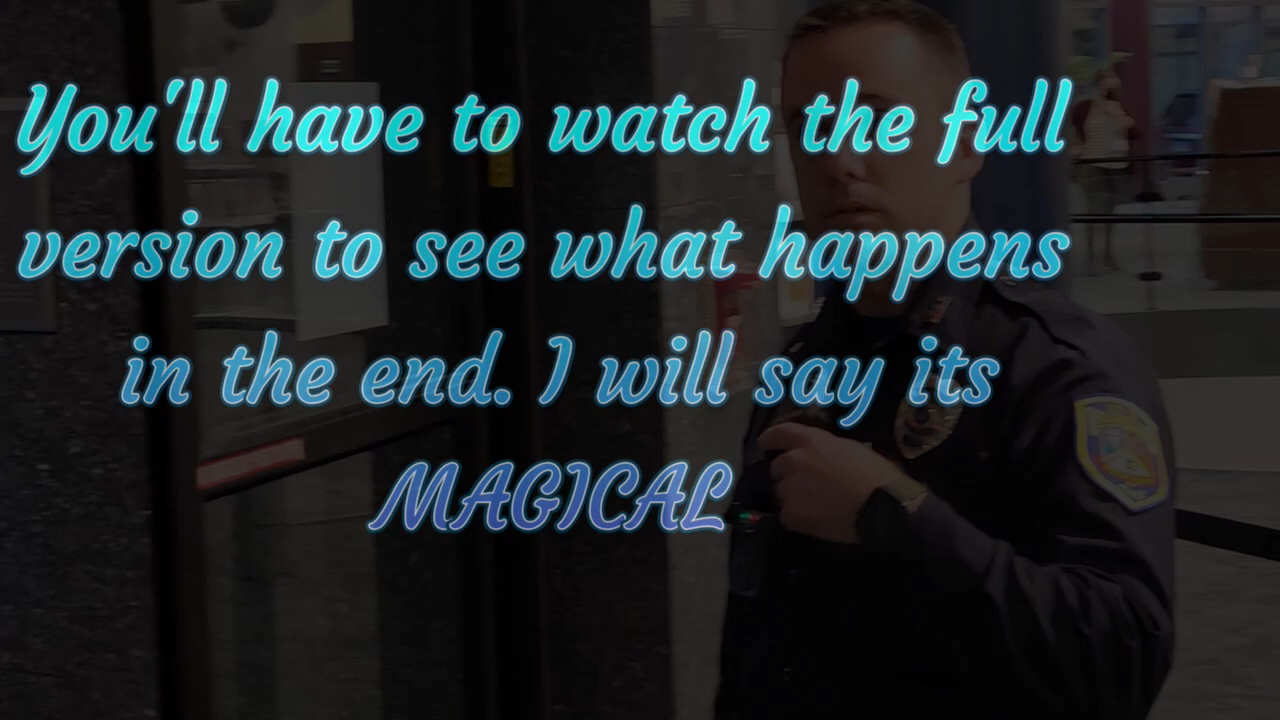 You'll have to watch the full
version to see what happens
in the end. I will say its
MAGICAL